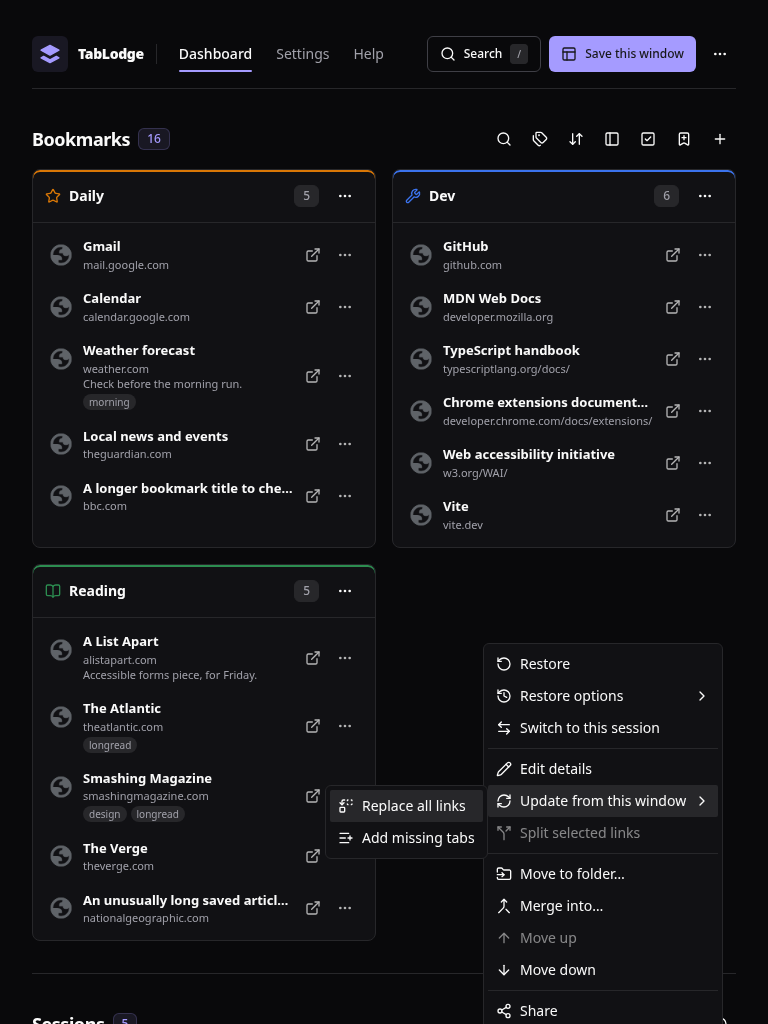 TabLodge
Dashboard
Settings
Help
Search /
Save this window
Bookmarks 16
Daily 5
Gmail
mail.google.com
Calendar
calendar.google.com
Weather forecast
weather.com
Check before the morning run.
morning
Local news and events
theguardian.com
A longer bookmark title to che...
bbc.com
Dev 6
GitHub
github.com
MDN Web Docs
developer.mozilla.org
TypeScript handbook
typescriptlang.org/docs/
Chrome extensions document...
developer.chrome.com/docs/extensions/
Web accessibility initiative
w3.org/WAI/
Vite
vite.dev
Reading 5
A List Apart
alistapart.com
Accessible forms piece, for Friday.
The Atlantic
theatlantic.com
longread
Smashing Magazine
smashingmagazine.com
design longread
The Verge
theverge.com
An unusually long saved articl...
nationalgeographic.com
Restore
Restore options
Switch to this session
Edit details
Update from this window
Split selected links
Move to folder...
Merge into...
Move up
Move down
Share
Replace all links
Add missing tabs
Sessions 5